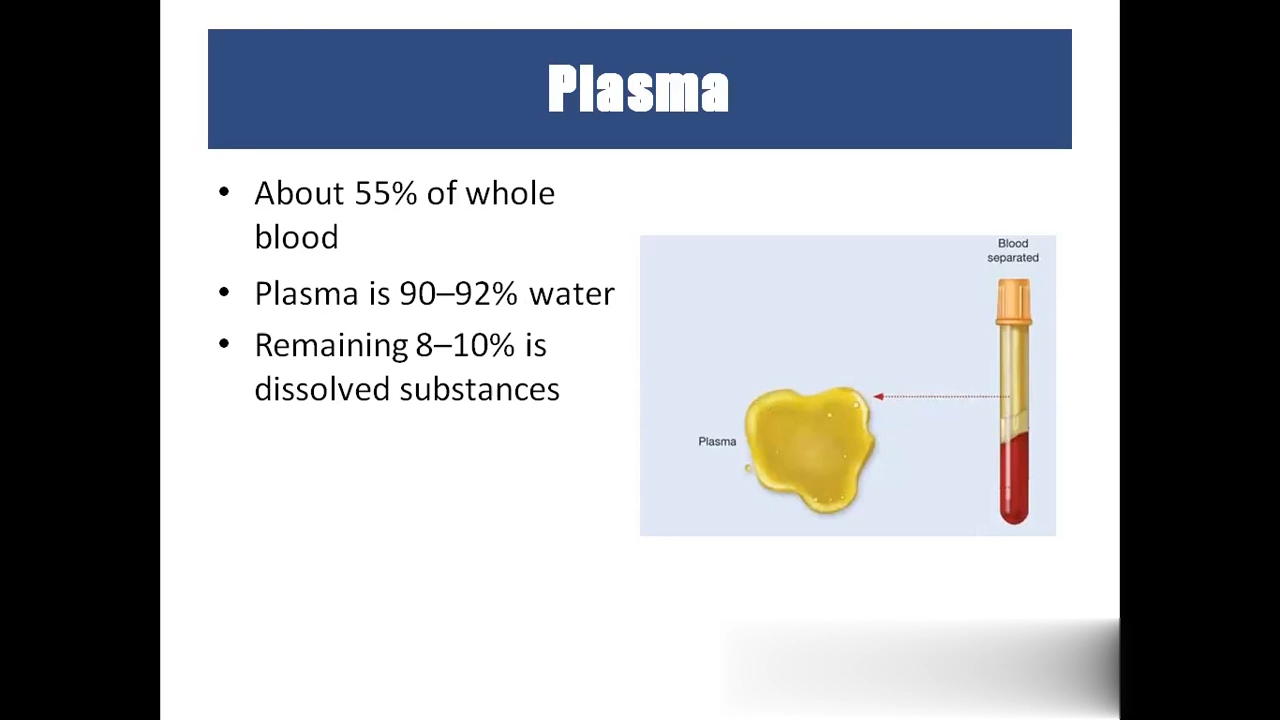 Plasma
• About 55% of whole
blood
• Plasma is 90–92% water
• Remaining 8–10% is
dissolved substances
Blood
separated
Plasma